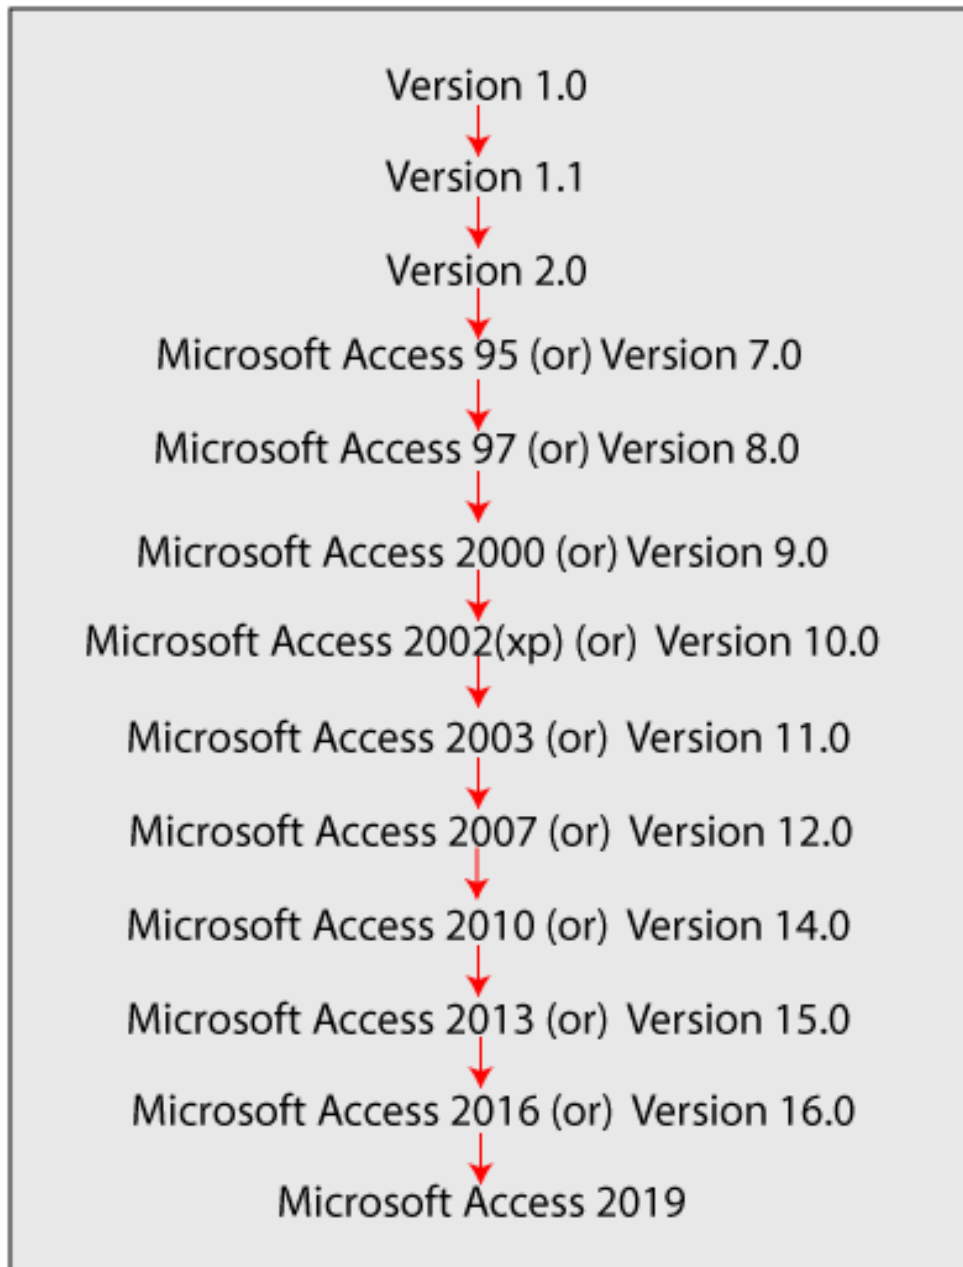 Version 1.0
Version 1.1
Version 2.0
Microsoft Access 95 (or) Version 7.0
Microsoft Access 97 (or) Version 8.0
Microsoft Access 2000 (or) Version 9.0
Microsoft Access 2002(xp) (or) Version 10.0
Microsoft Access 2003 (or) Version 11.0
Microsoft Access 2007 (or) Version 12.0
Microsoft Access 2010 (or) Version 14.0
Microsoft Access 2013 (or) Version 15.0
Microsoft Access 2016 (or) Version 16.0
Microsoft Access 2019